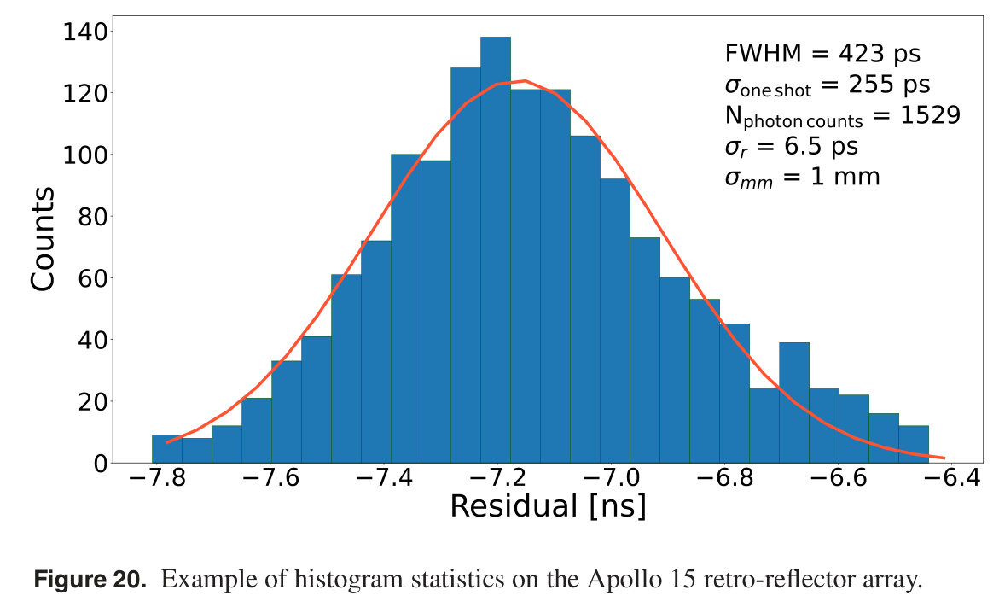 140
120
100
80
60
40
20
0
Counts
FWHM = 423 ps
σone shot = 255 ps
Nphoton counts = 1529
σr = 6.5 ps
σmm = 1 mm
−7.8 −7.6 −7.4 −7.2 −7.0 −6.8 −6.6 −6.4
Residual [ns]
Figure 20. Example of histogram statistics on the Apollo 15 retro-reflector array.